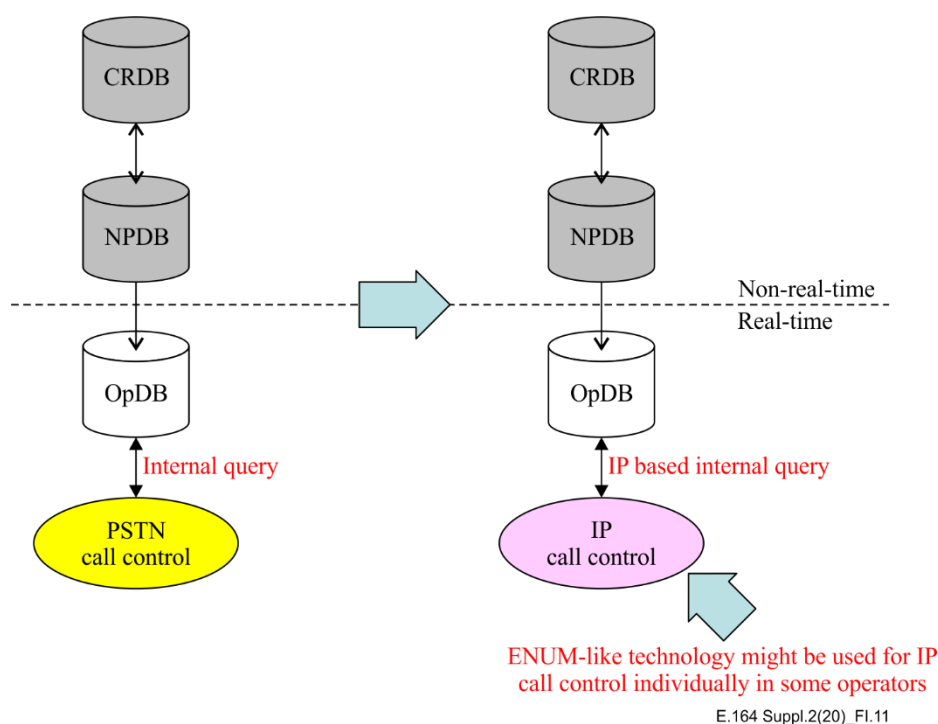 CRDB
CRDB
NPDB
NPDB
Non-real-time
Real-time
OpDB
OpDB
Internal query
IP based internal query
PSTN
call control
IP
call control
ENUM-like technology might be used for IP
call control individually in some operators
E.164 Suppl.2(20)_FI.11